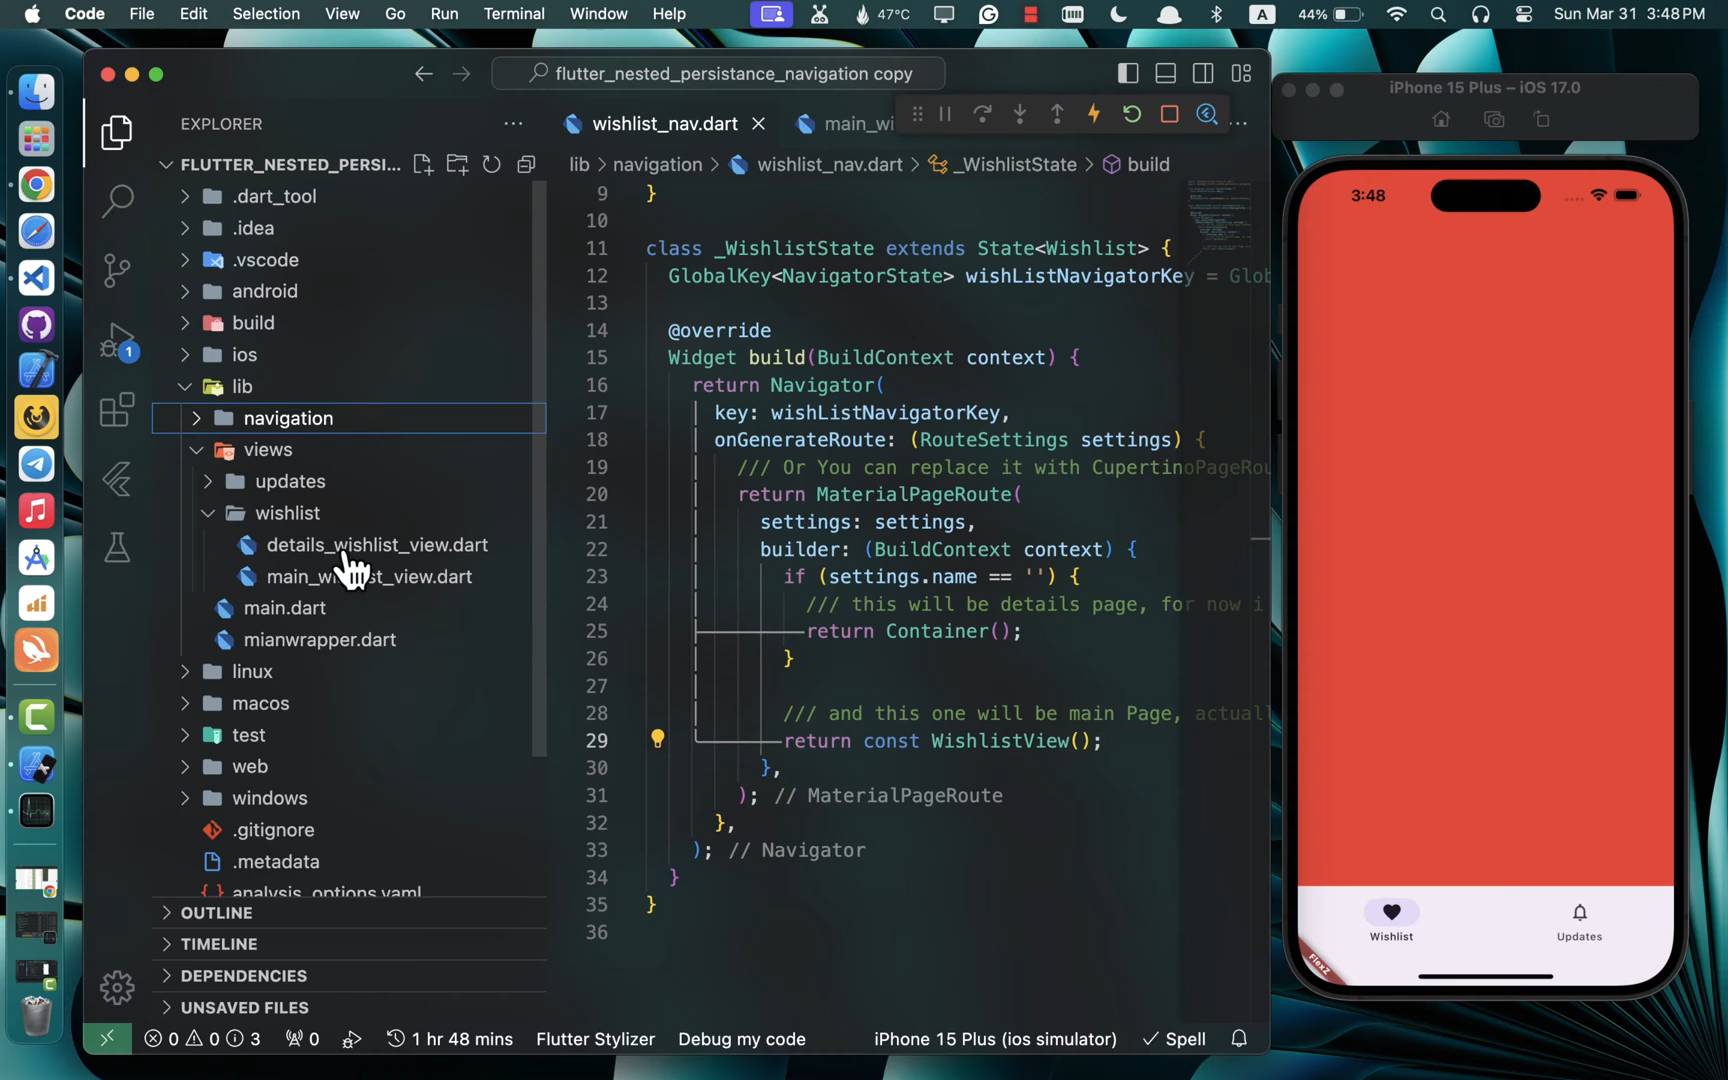 Code File Edit Selection View Go Run Terminal Window Help 47°C A 44% Sun Mar 31 3:48 PM
flutter_nested_persistance_navigation copy
iPhone 15 Plus – iOS 17.0
EXPLORER
wishlist_nav.dart
main_wi
FLUTTER_NESTED_PERSI...
lib > navigation > wishlist_nav.dart > _WishlistState > build
.dart_tool
.idea
.vscode
android
build
ios
lib
navigation
views
updates
wishlist
details_wishlist_view.dart
main_w
st_view.dart
main.dart
mianwrapper.dart
linux
macos
test
web
windows
.gitignore
.metadata
analysis_options.yaml
OUTLINE
TIMELINE
DEPENDENCIES
UNSAVED FILES
1
9 }
10
11 class _WishlistState extends State<Wishlist> {
12 GlobalKey<NavigatorState> wishListNavigatorKey = Glob
13
14 @override
15 Widget build(BuildContext context) {
16 return Navigator(
17 key: wishListNavigatorKey,
18 onGenerateRoute: (RouteSettings settings) {
19 /// Or You can replace it with CupertinoPageRou
20 return MaterialPageRoute(
21 settings: settings,
22 builder: (BuildContext context) {
23 if (settings.name == '') {
24 /// this will be details page, for now i
25 return Container();
26 }
27
28 /// and this one will be main Page, actuall
29 return const WishlistView();
30 },
31 ); // MaterialPageRoute
32 },
33 ); // Navigator
34 }
35 }
36
3:48
Wishlist
Updates
FlexZ
0 0 3 0 1 hr 48 mins Flutter Stylizer Debug my code iPhone 15 Plus (ios simulator) Spell